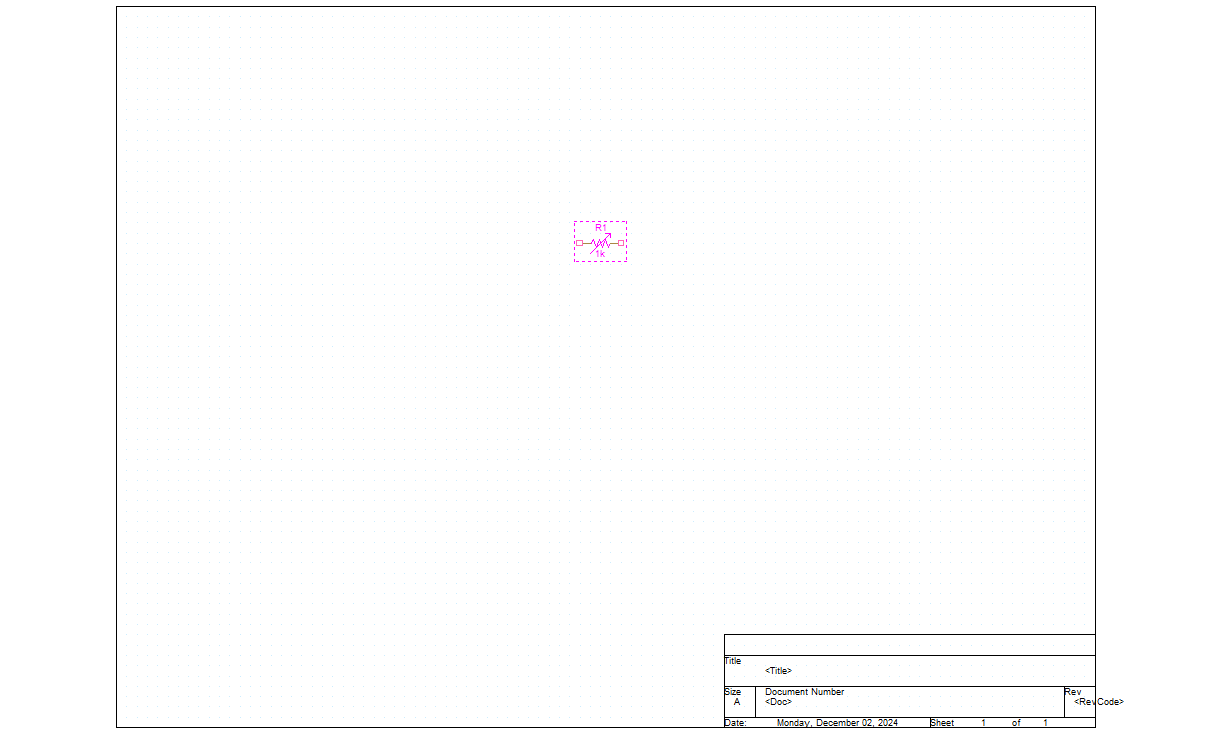 R1
1k
Title
<Title>
Size Document Number Rev
A <Doc> <RevCode>
Date: Monday, December 02, 2024 Sheet 1 of 1